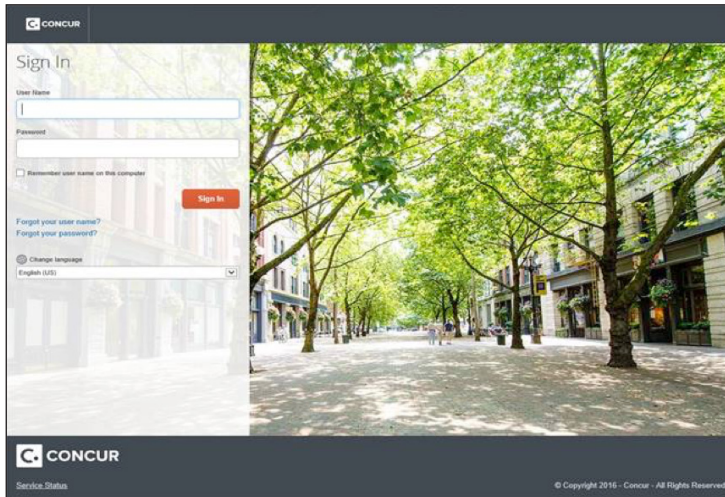 C. CONCUR
Sign In
User Name
Password
Remember user name on this computer
Sign In
Forgot your user name?
Forgot your password?
Change language
English (US)
C. CONCUR
Service Status
© Copyright 2016 - Concur - All Rights Reserved